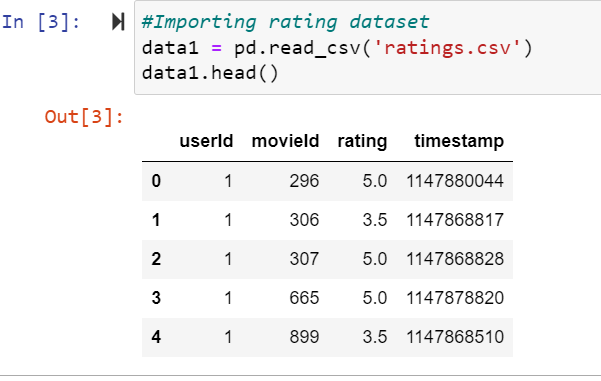 In [3]: #Importing rating dataset
data1 = pd.read_csv('ratings.csv')
data1.head()
Out[3]:
userId movieId rating timestamp
0 1 296 5.0 1147880044
1 1 306 3.5 1147868817
2 1 307 5.0 1147868828
3 1 665 5.0 1147878820
4 1 899 3.5 1147868510